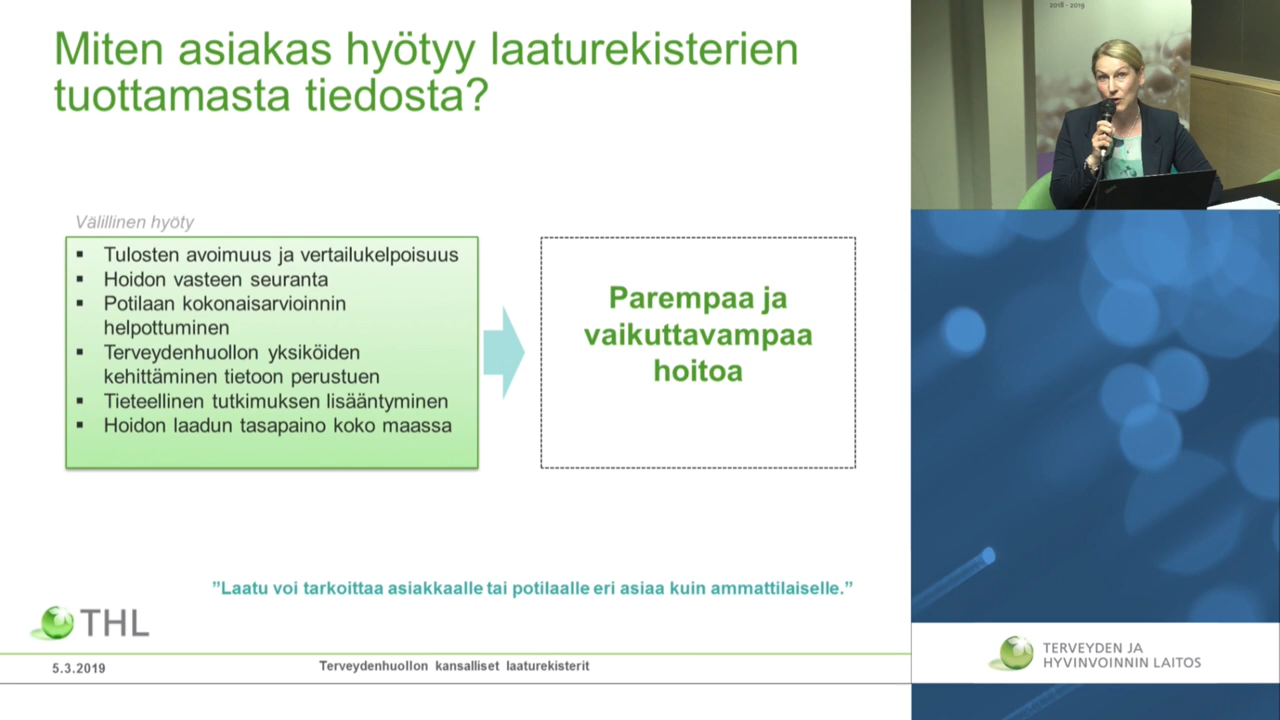 Miten asiakas hyötyy laaturekisterien
tuottamasta tiedosta?
Välillinen hyöty
▪ Tulosten avoimuus ja vertailukelpoisuus
▪ Hoidon vasteen seuranta
▪ Potilaan kokonaisarvioinnin
helpottuminen
▪ Terveydenhuollon yksiköiden
kehittäminen tietoon perustuen
▪ Tieteellinen tutkimuksen lisääntyminen
▪ Hoidon laadun tasapaino koko maassa
Parempaa ja
vaikuttavampaa
hoitoa
”Laatu voi tarkoittaa asiakkaalle tai potilaalle eri asiaa kuin ammattilaiselle.”
THL
5.3.2019
Terveydenhuollon kansalliset laaturekisterit
2018 - 2019
TERVEYDEN JA
HYVINVOINNIN LAITOS